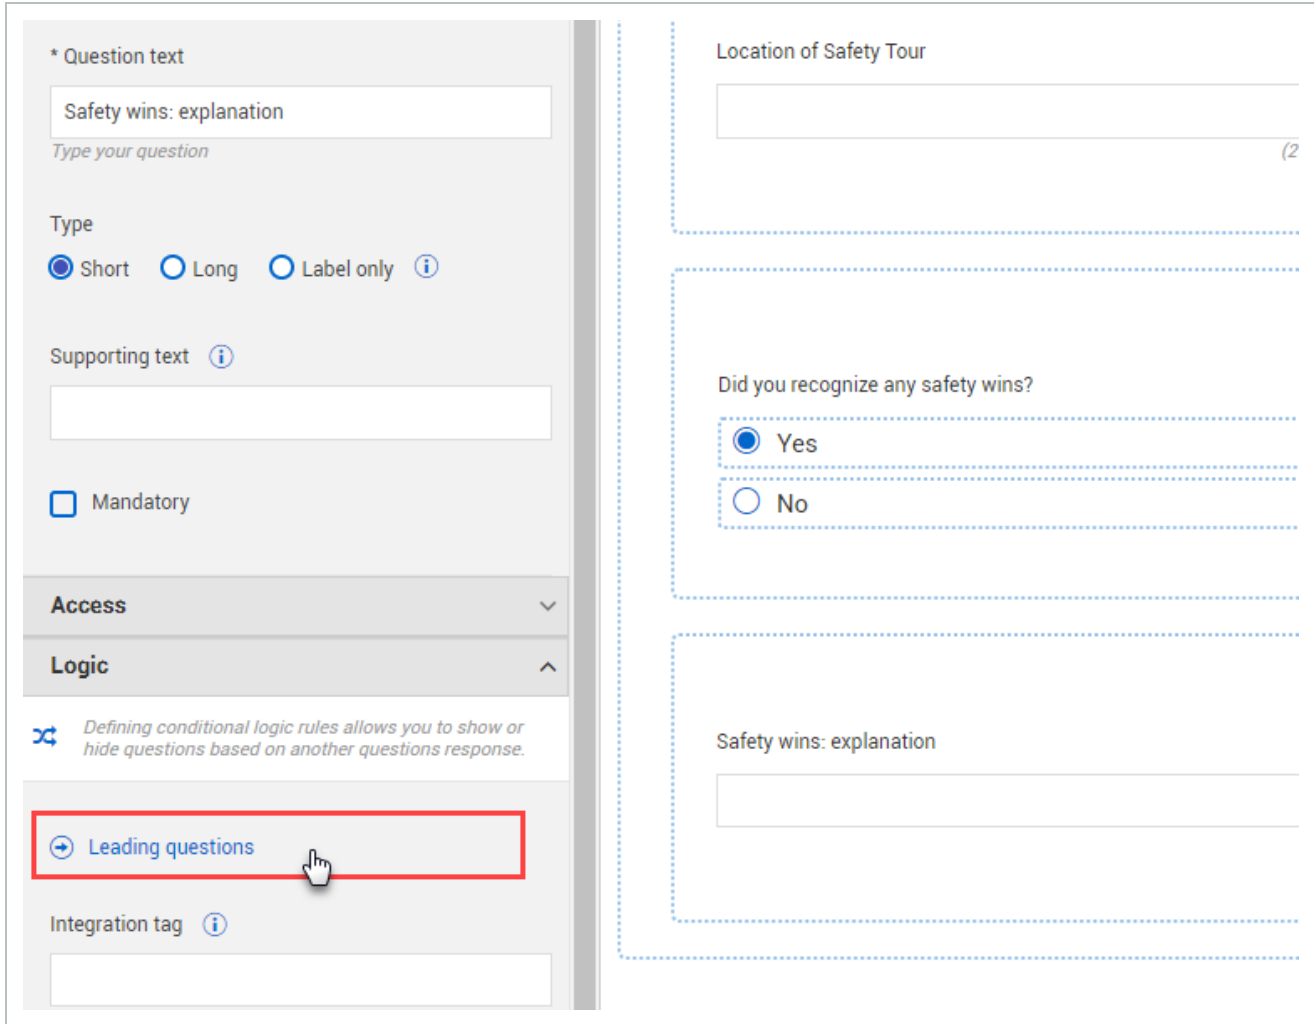 * Question text
Safety wins: explanation
Type your question
Type
Short Long Label only
Supporting text
Mandatory
Access
Logic
Defining conditional logic rules allows you to show or
hide questions based on another questions response.
Leading questions
Integration tag
Location of Safety Tour
(2
Did you recognize any safety wins?
Yes
No
Safety wins: explanation